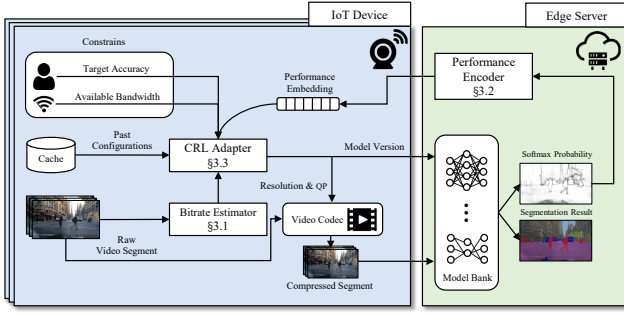 IoT Device
Edge Server
Constrains
Target Accuracy
Available Bandwidth
Performance
Embedding
Performance
Encoder
§3.2
Past
Configurations
Cache
CRL Adapter
§3.3
Model Version
Resolution & QP
Bitrate Estimator
§3.1
Video Codec
Raw
Video Segment
Compressed Segment
Model Bank
Softmax Probability
Segmentation Result